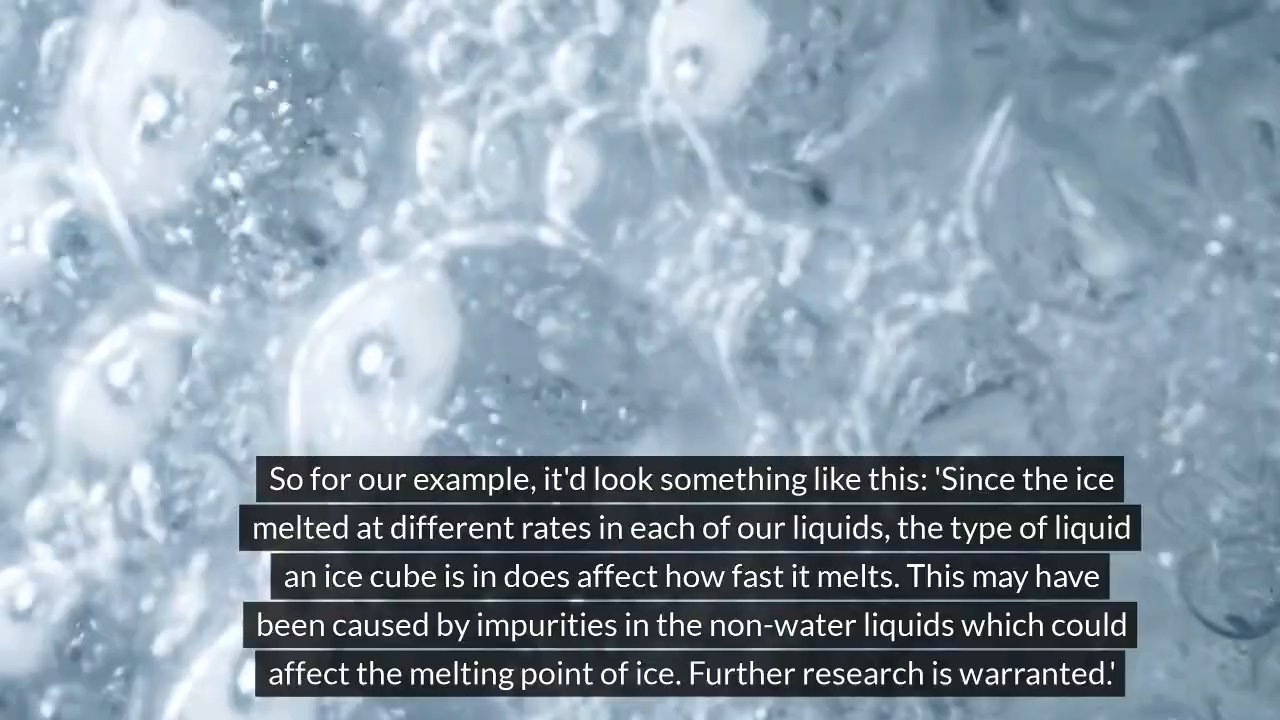 So for our example, it'd look something like this: 'Since the ice
melted at different rates in each of our liquids, the type of liquid
an ice cube is in does affect how fast it melts. This may have
been caused by impurities in the non-water liquids which could
affect the melting point of ice. Further research is warranted.'